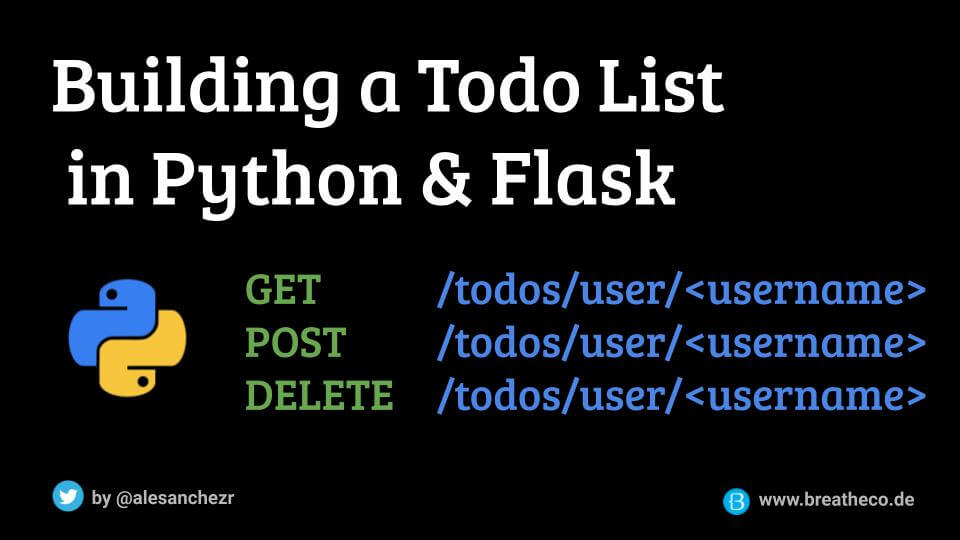 Building a Todo List
in Python & Flask
GET /todos/user/<username>
POST /todos/user/<username>
DELETE /todos/user/<username>
by @alesanchezr
B www.breatheco.de